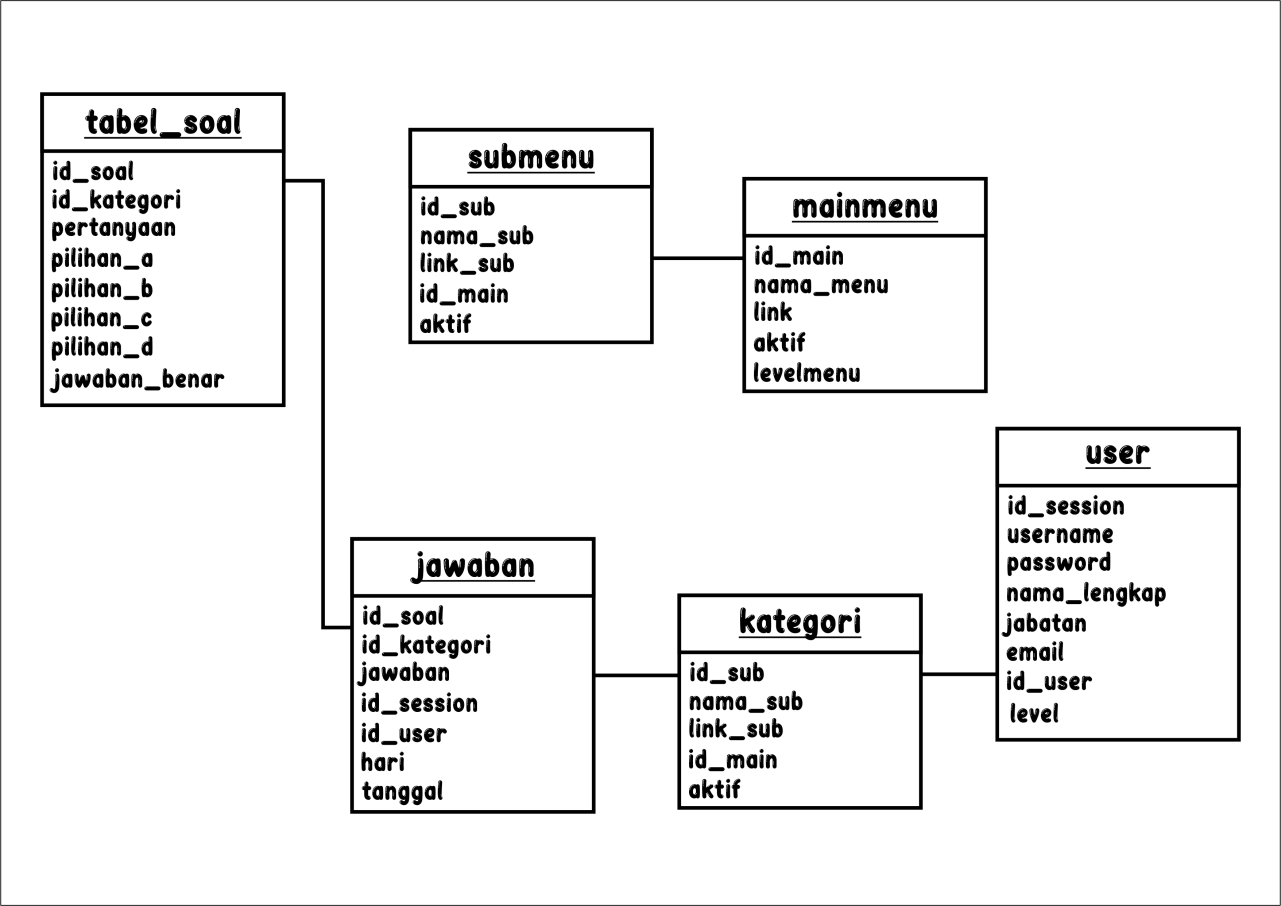 tabel_soal
id_soal
id_kategori
pertanyaan
pilihan_a
pilihan_b
pilihan_c
pilihan_d
jawaban_benar
submenu
id_sub
nama_sub
link_sub
id_main
aktif
mainmenu
id_main
nama_menu
link
aktif
levelmenu
jawaban
id_soal
id_kategori
jawaban
id_session
id_user
hari
tanggal
kategori
id_sub
nama_sub
link_sub
id_main
aktif
user
id_session
username
password
nama_lengkap
jabatan
email
id_user
level